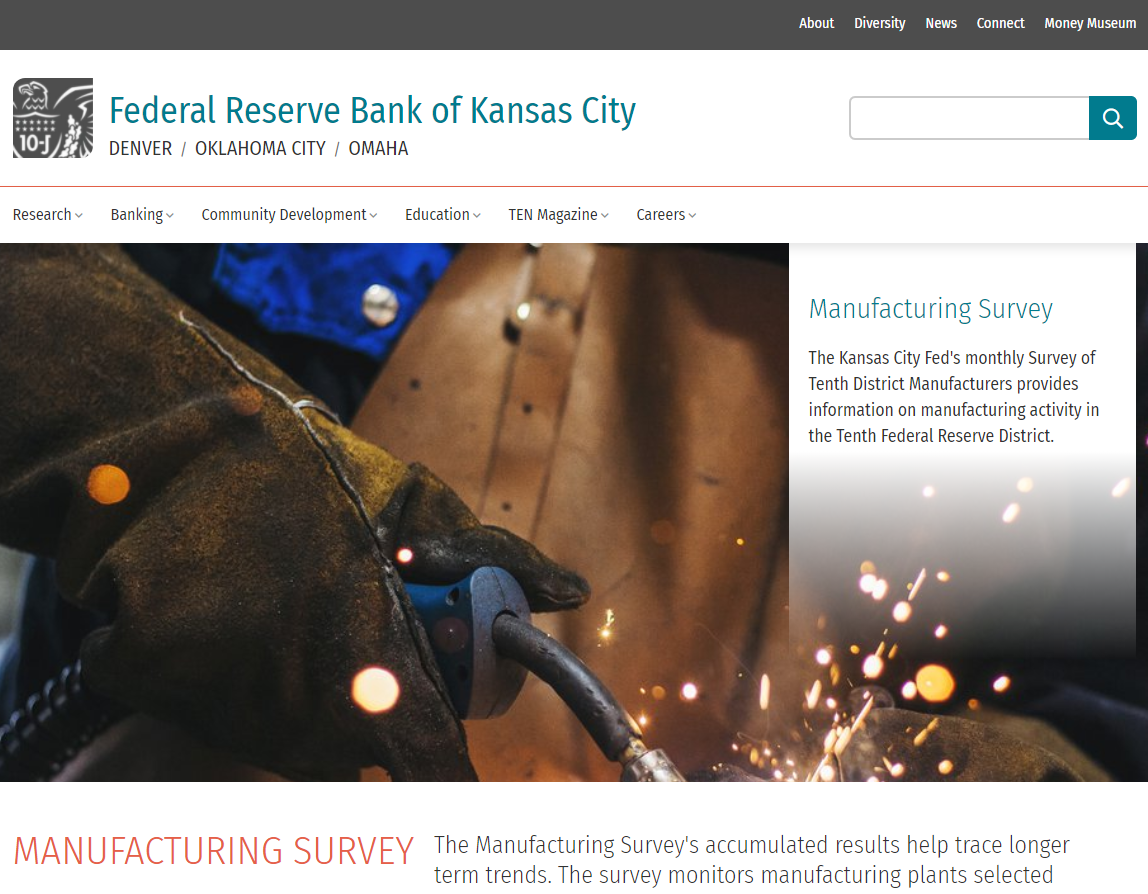 About Diversity News Connect Money Museum
10-J
Federal Reserve Bank of Kansas City
DENVER / OKLAHOMA CITY / OMAHA
Research Banking Community Development Education TEN Magazine Careers
Manufacturing Survey
The Kansas City Fed's monthly Survey of
Tenth District Manufacturers provides
information on manufacturing activity in
the Tenth Federal Reserve District.
MANUFACTURING SURVEY
The Manufacturing Survey's accumulated results help trace longer
term trends. The survey monitors manufacturing plants selected